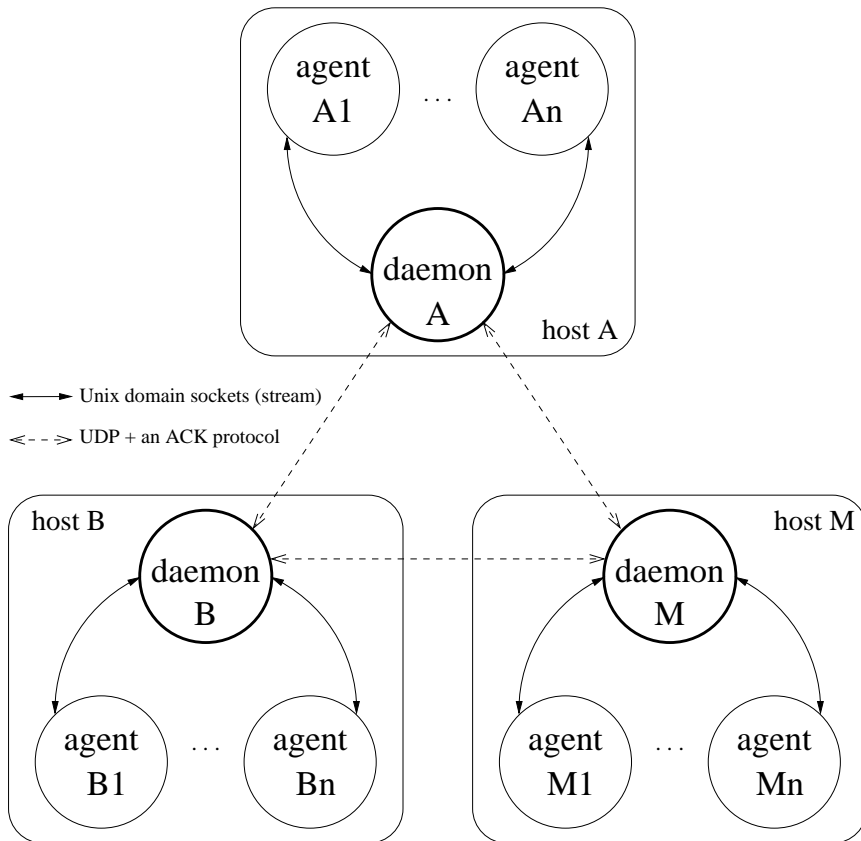 agent
A1
. . .
agent
An
daemon
A
host A
Unix domain sockets (stream)
UDP + an ACK protocol
host B
daemon
B
agent
B1
. . .
agent
Bn
host M
daemon
M
agent
M1
. . .
agent
Mn